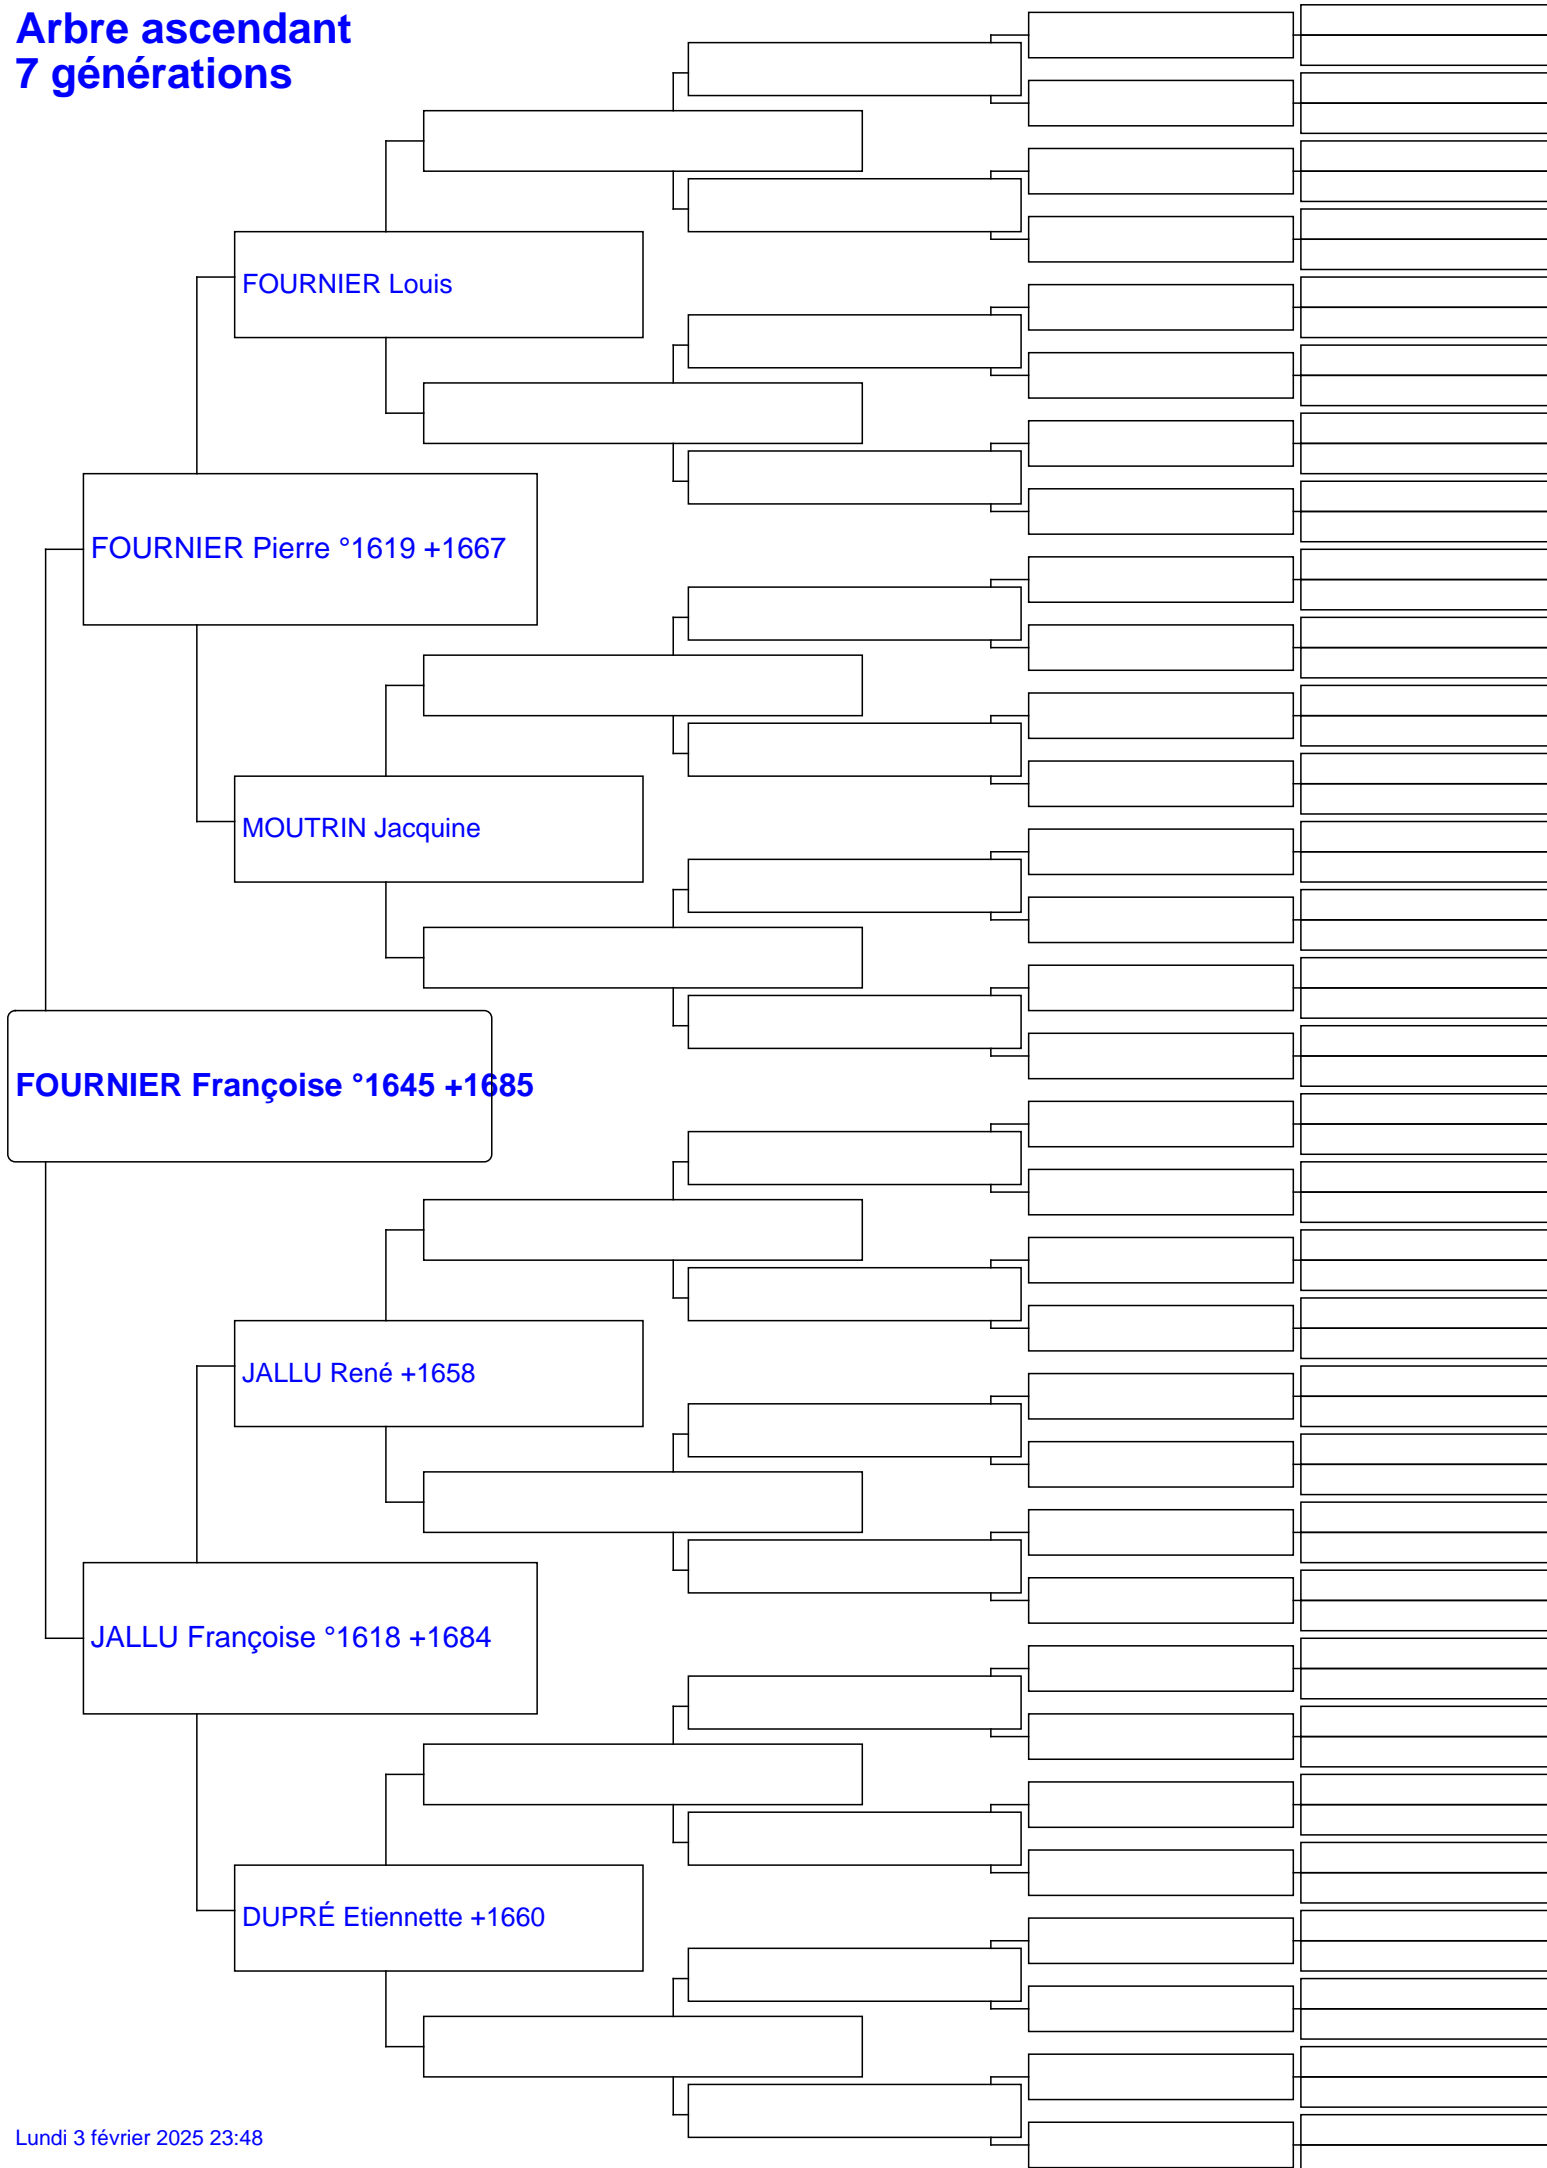 Arbre ascendant
7 générations
FOURNIER Louis
FOURNIER Pierre °1619 +1667
MOUTRIN Jacquine
FOURNIER Françoise °1645 +1685
JALLU René +1658
JALLU Françoise °1618 +1684
DUPRÉ Etiennette +1660
Lundi 3 février 2025 23:48